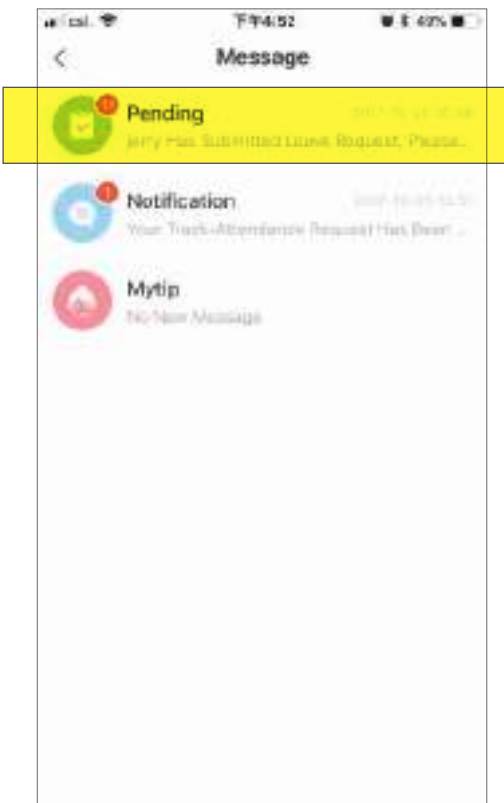 csl.
下午4:52
49%
Message
Pending
Jerry Has Submitted Leave Request, Please...
Notification
Your Track-Attendance Request Has Been ...
Mytip
No New Message